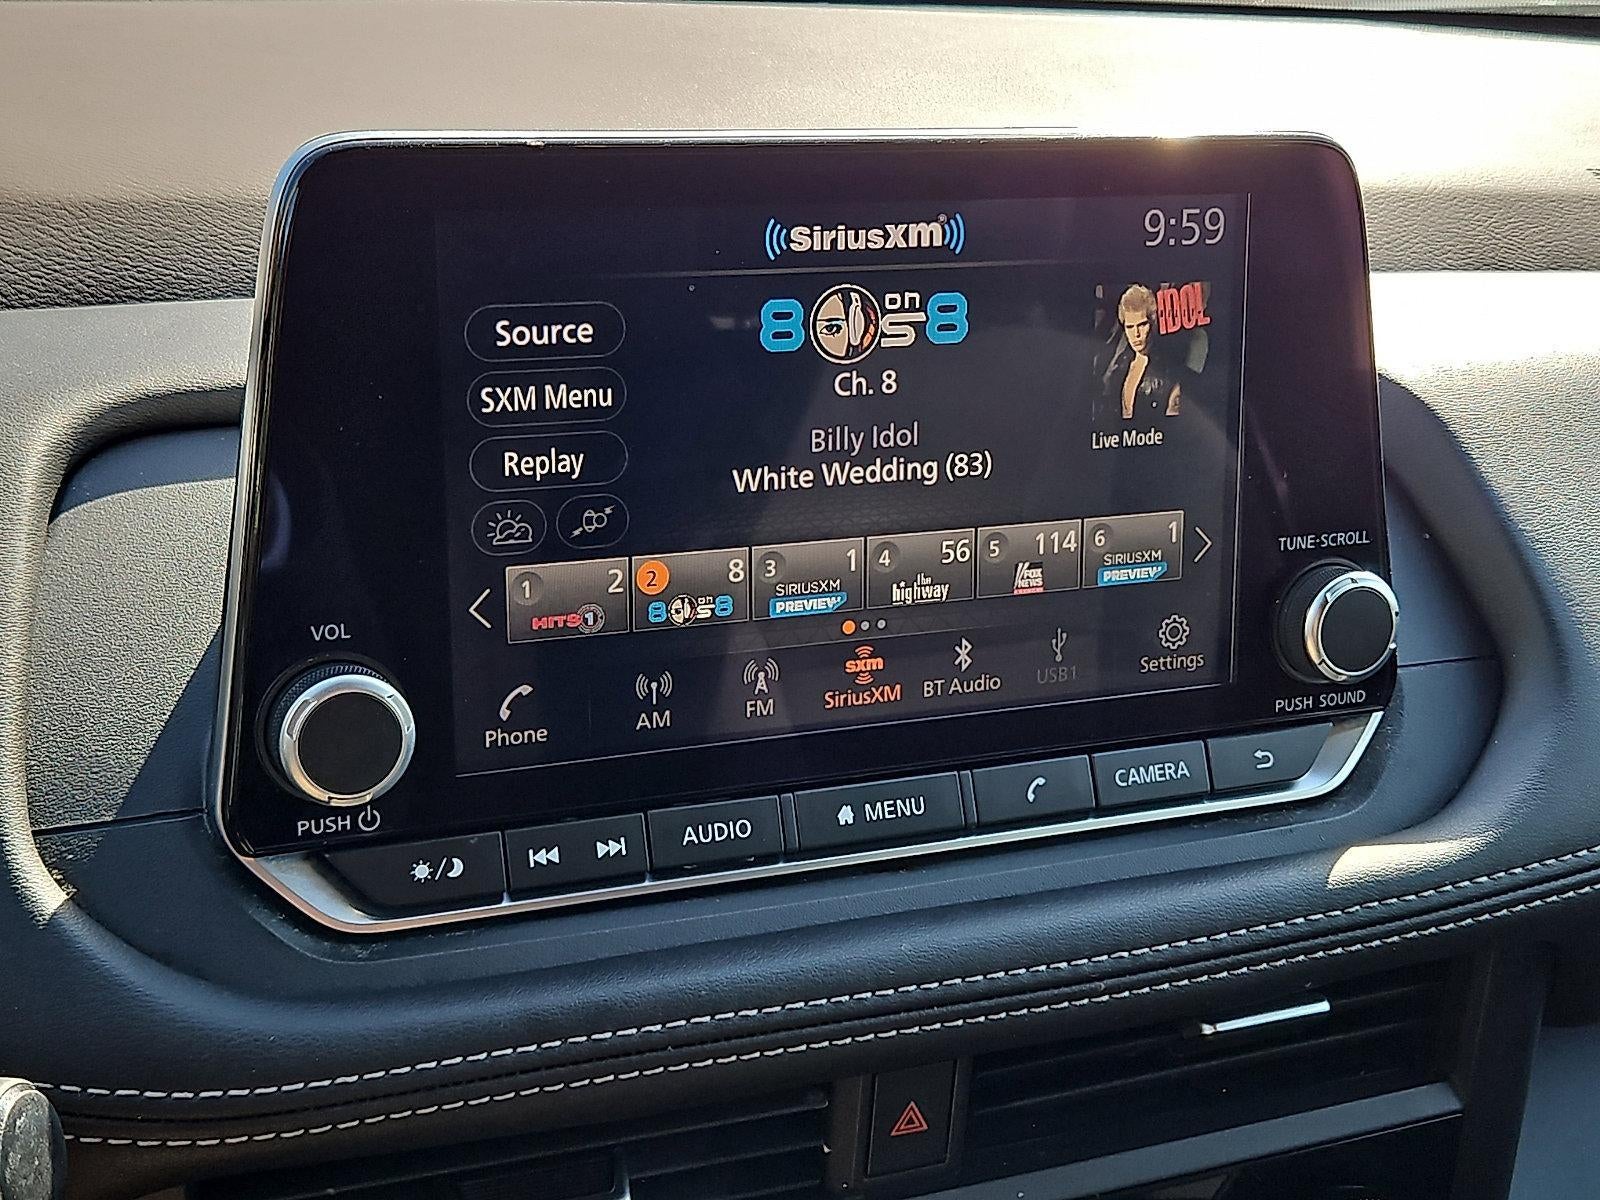 SiriusXM®
9:59
8 on 8
IDOL
Source
SXM Menu
Replay
Ch. 8
Billy Idol
White Wedding (83)
Live Mode
1 2
HITS 1
2 8
8 on 8
3 1
SIRIUSXM
PREVIEW
4 56
the
highway
5 114
FOX
NEWS
6 1
SIRIUSXM
PREVIEW
Phone
AM
FM
sxm
SiriusXM
BT Audio
USB1
Settings
VOL
PUSH
TUNE·SCROLL
PUSH SOUND
AUDIO
MENU
CAMERA